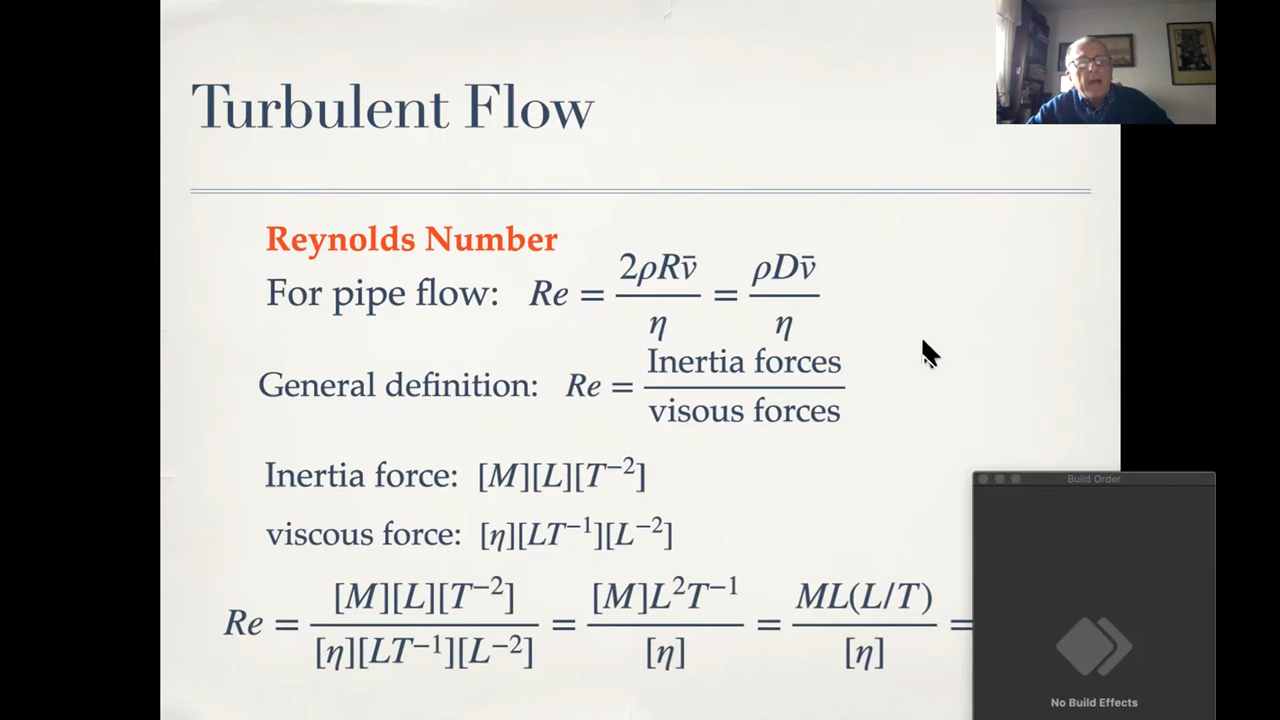 Turbulent Flow
Reynolds Number
For pipe flow: Re = 2ρRv̄ / η = ρDv̄ / η
General definition: Re = Inertia forces / visous forces
Inertia force: [M][L][T⁻²]
viscous force: [η][LT⁻¹][L⁻²]
Re = [M][L][T⁻²] / [η][LT⁻¹][L⁻²] = [M]L²T⁻¹ / [η] = ML(L/T) / [η] =
Build Order
No Build Effects